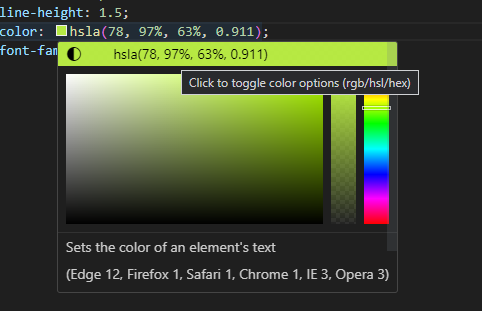 line-height: 1.5;
color: hsla(78, 97%, 63%, 0.911);
font-fam
hsla(78, 97%, 63%, 0.911)
Click to toggle color options (rgb/hsl/hex)
Sets the color of an element's text
(Edge 12, Firefox 1, Safari 1, Chrome 1, IE 3, Opera 3)